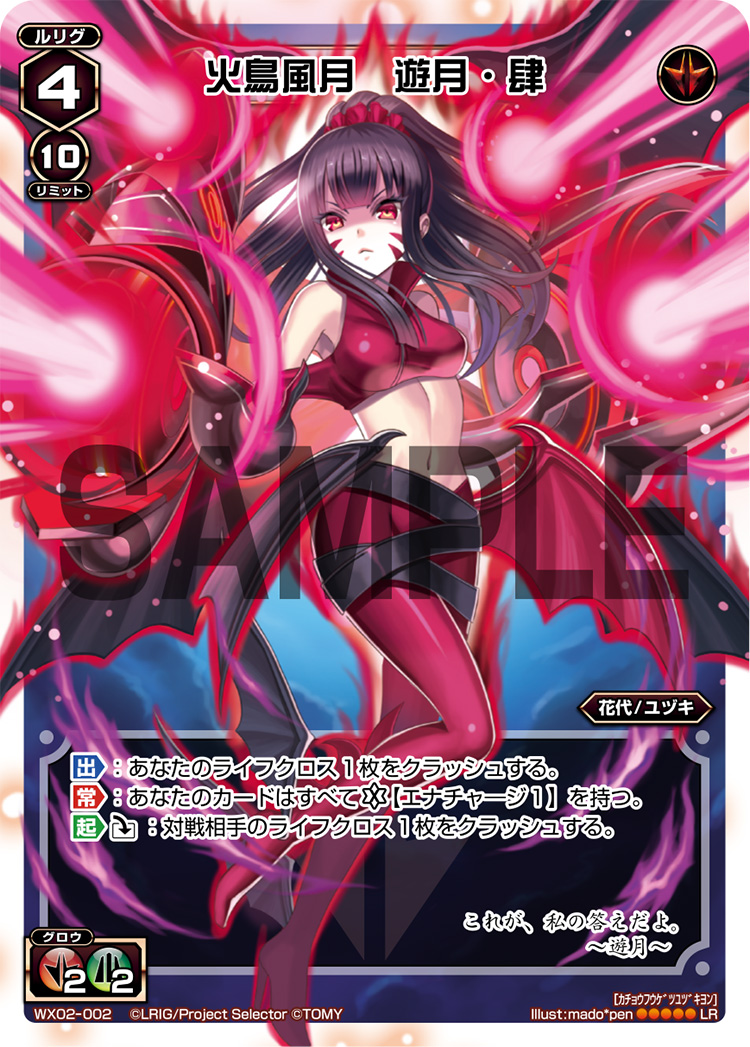 ルリグ
4
火鳥風月 遊月・肆
10
リミット
SAMPLE
花代/ユヅキ
出:あなたのライフクロス1枚をクラッシュする。
常:あなたのカードはすべて【エナチャージ1】を持つ。
起:対戦相手のライフクロス1枚をクラッシュする。
これが、私の答えだよ。
~遊月~
グロウ
2 2
[カチョウフウゲツユヅキヨン]
WX02-002 ©LRIG/Project Selector ©TOMY Illust:mado*pen LR